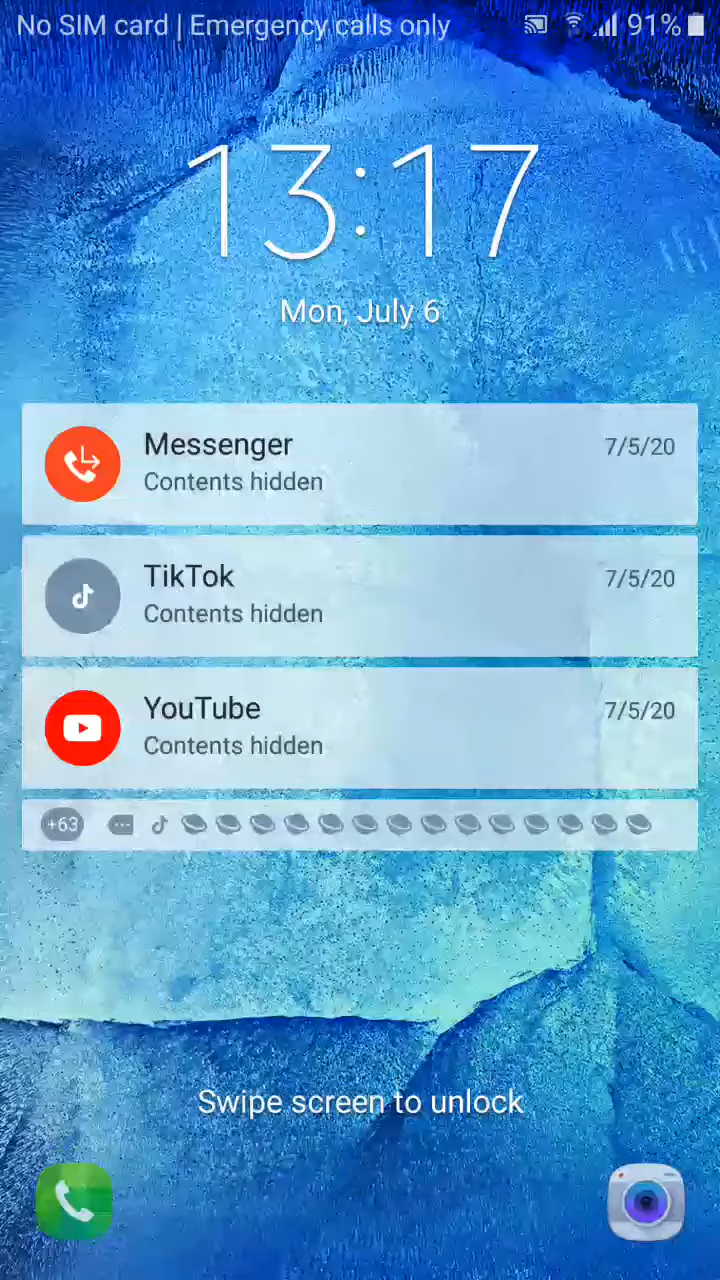 No SIM card | Emergency calls only 91%
13:17
Mon, July 6
Messenger 7/5/20
Contents hidden
TikTok 7/5/20
Contents hidden
YouTube 7/5/20
Contents hidden
+63
Swipe screen to unlock